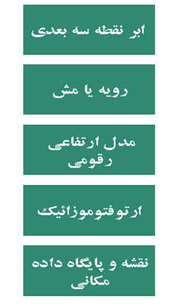 ابر نقطه سه بعدی
رویه یا مش
مدل ارتفاعی
رقومی
ارتوفتوموزائیک
نقشه و پایگاه داده
مکانی